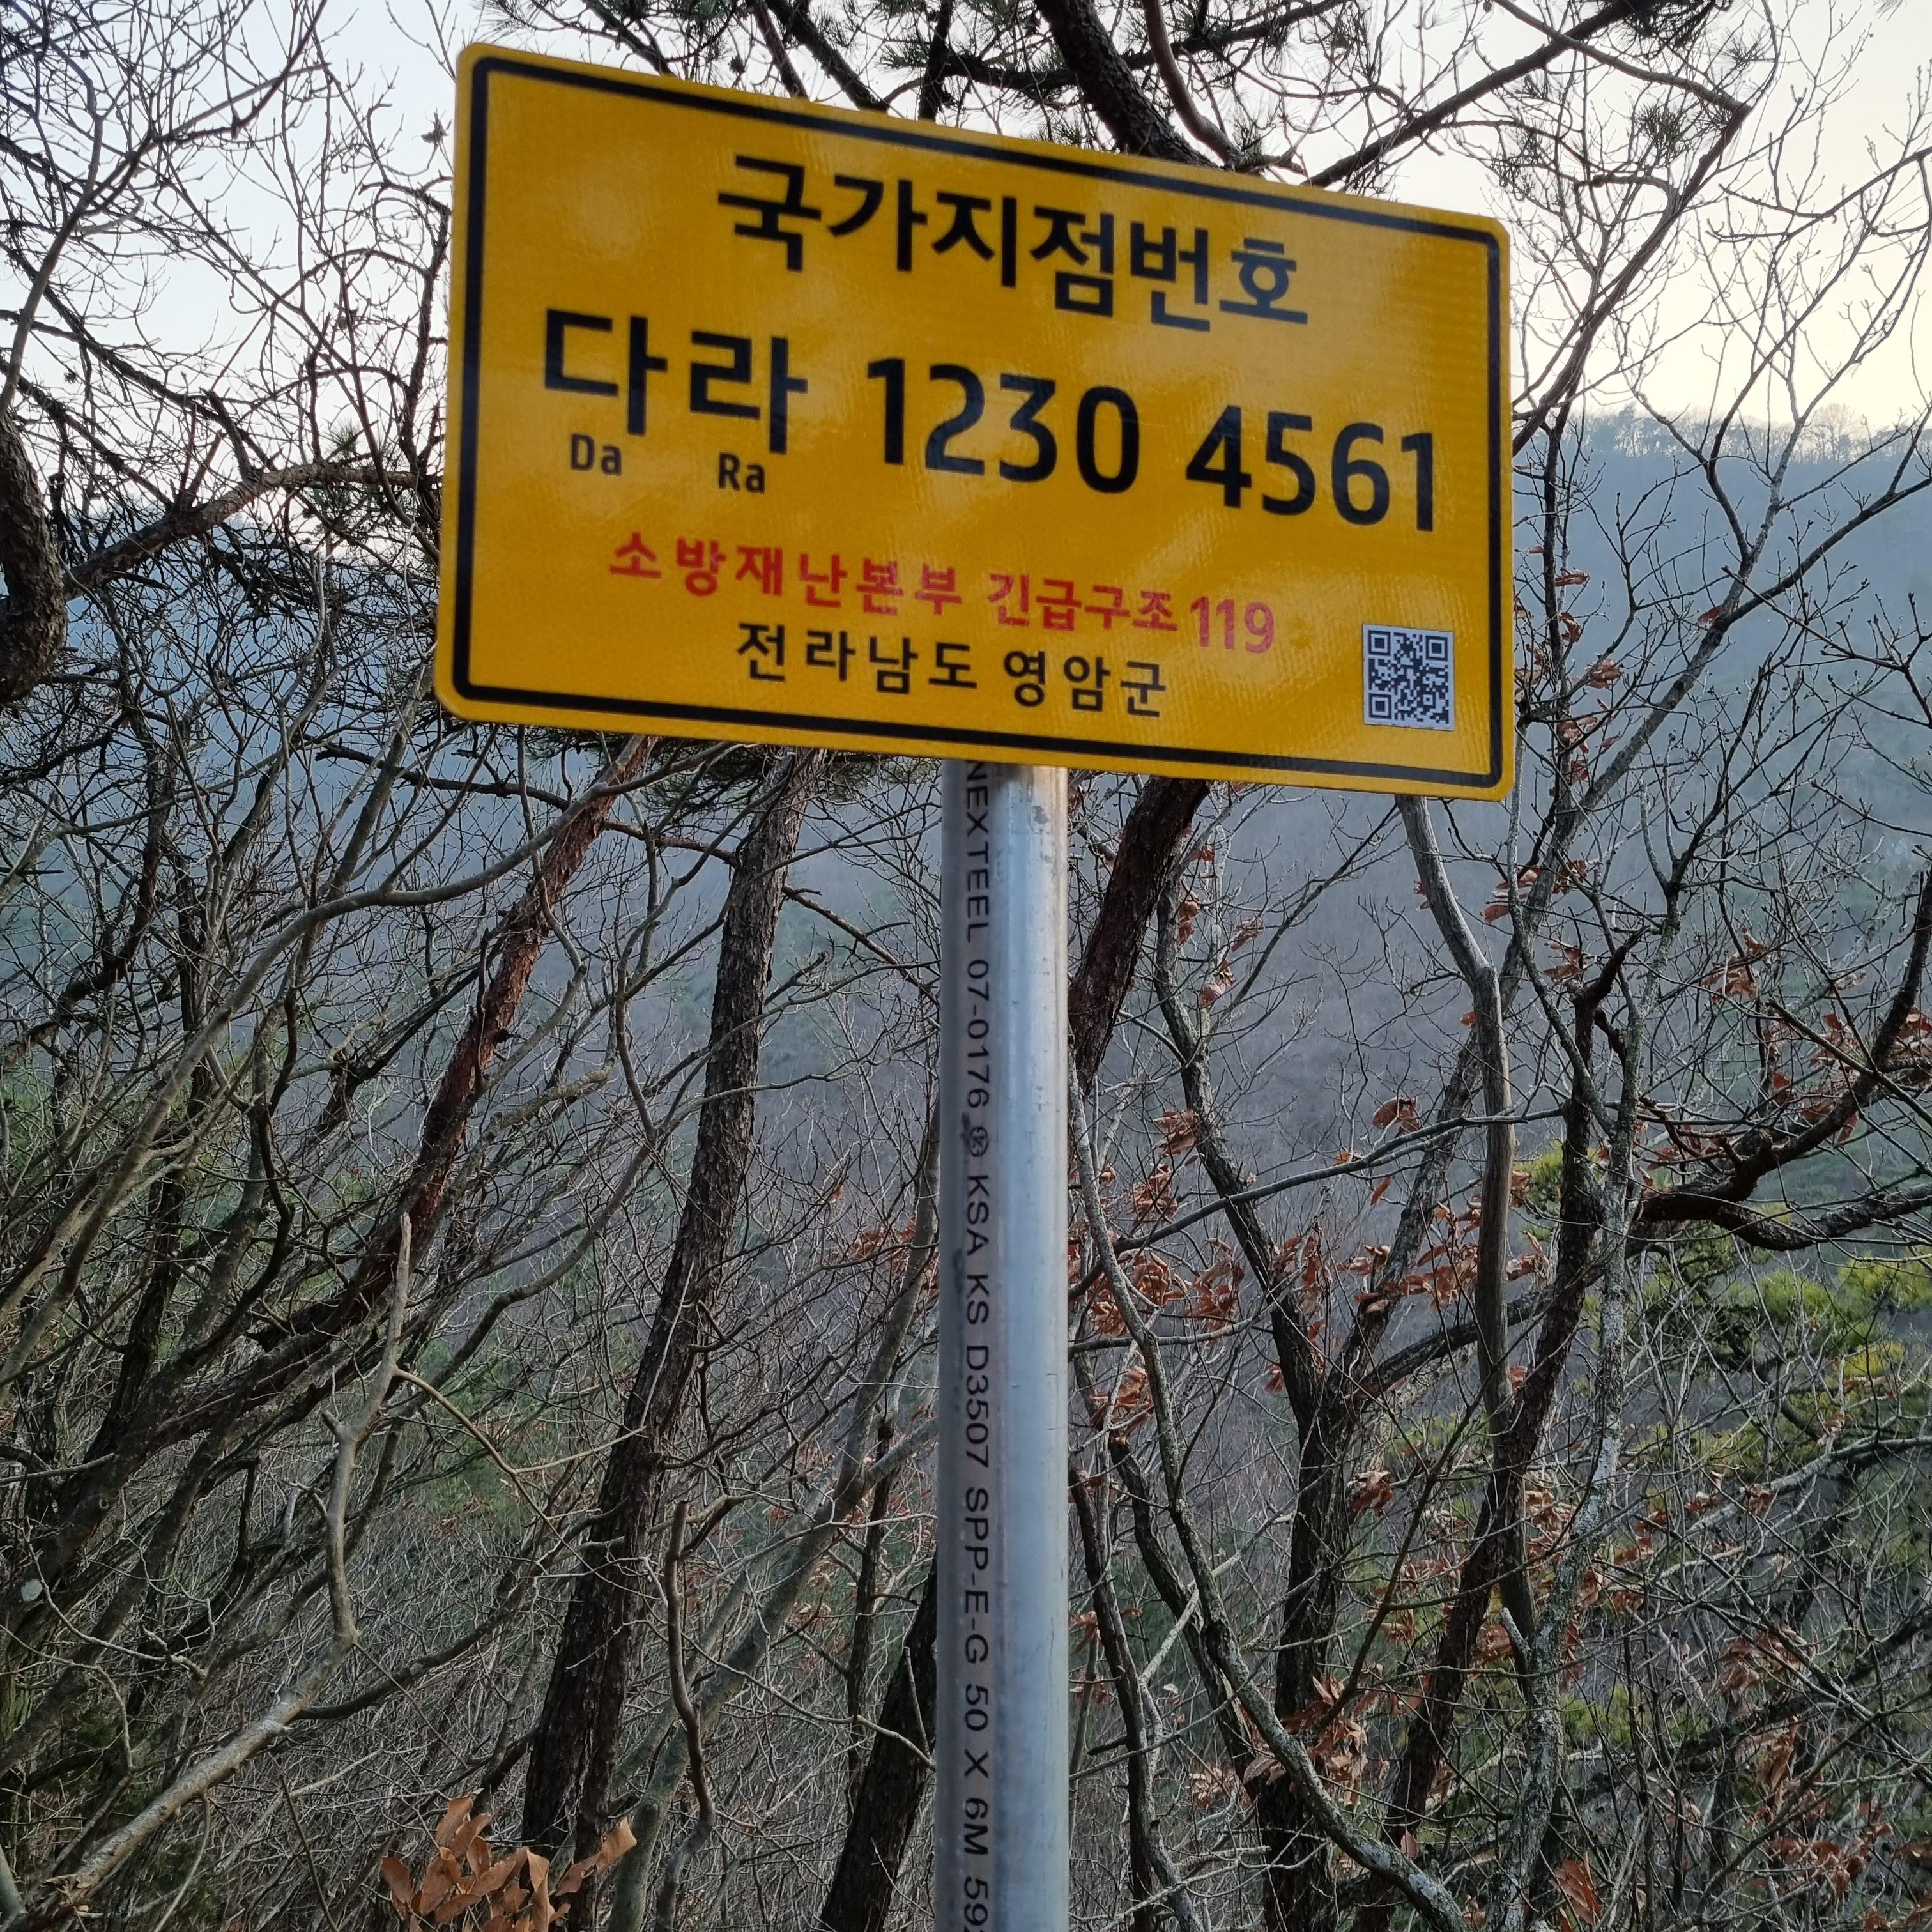 국가지점번호
다라 1230 4561
Da Ra
소방재난본부 긴급구조 119
전라남도 영암군
NEXTEEL 07-0176 ㉿ KSA KS D3507 SPP-E-G 50 X 6M